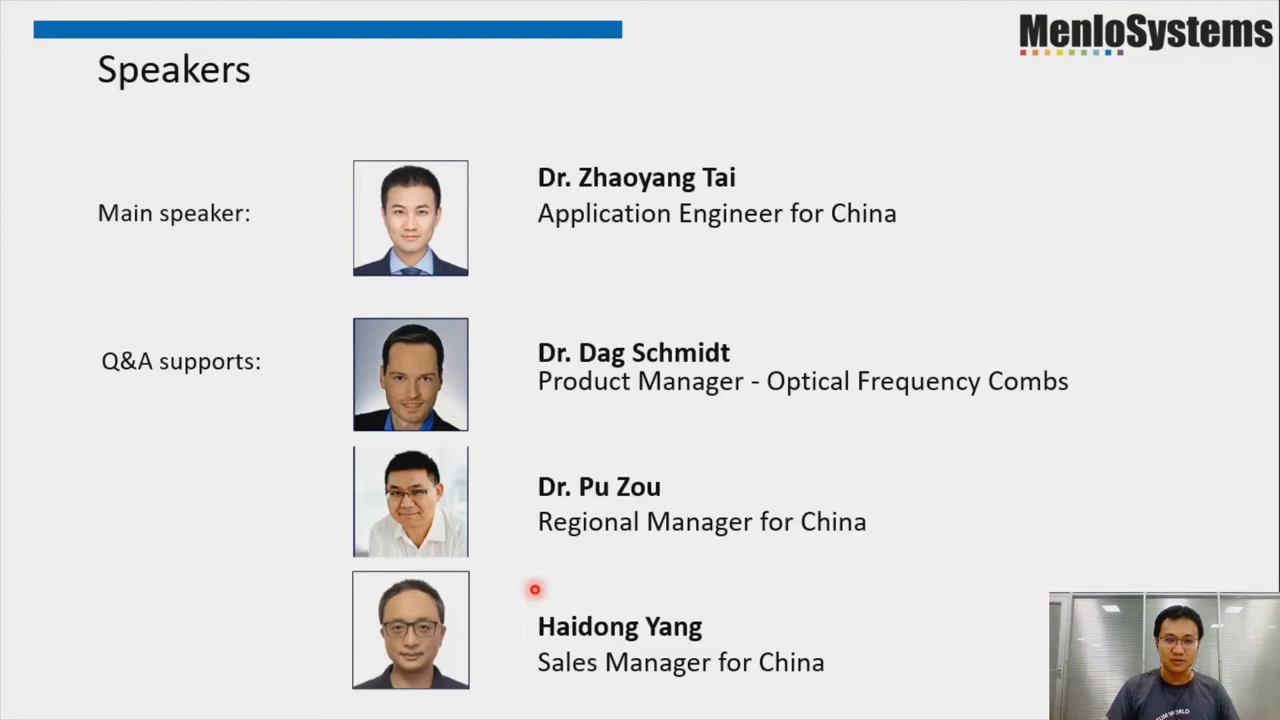 MenloSystems
Speakers
Main speaker:
Dr. Zhaoyang Tai
Application Engineer for China
Q&A supports:
Dr. Dag Schmidt
Product Manager - Optical Frequency Combs
Dr. Pu Zou
Regional Manager for China
Haidong Yang
Sales Manager for China
WORLD